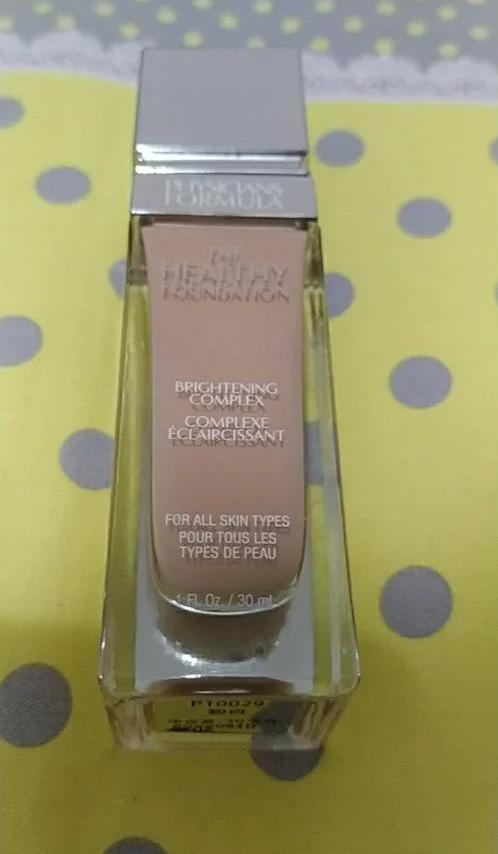 PHYSICIANS
FORMULA
THE
HEALTHY
FOUNDATION
BRIGHTENING
COMPLEX
COMPLEXE
ÉCLAIRCISSANT
FOR ALL SKIN TYPES
POUR TOUS LES
TYPES DE PEAU
1 FL. Oz. / 30 ml
PT0029